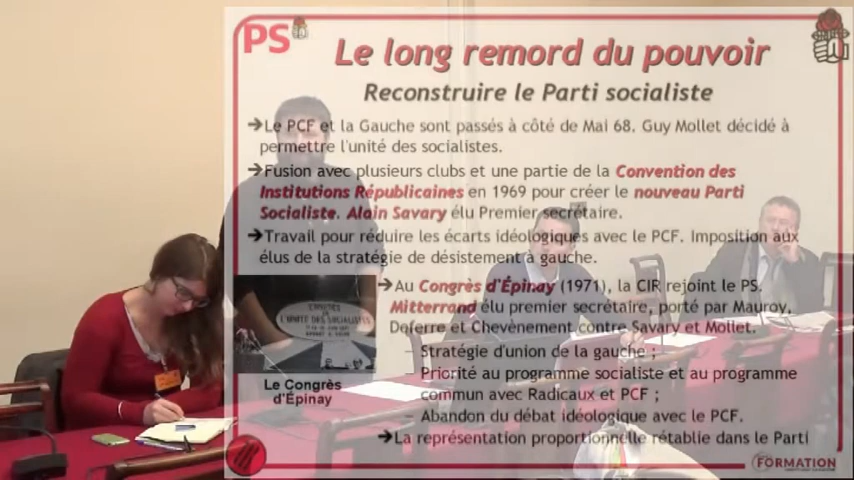 PS
Le long remord du pouvoir
Reconstruire le Parti socialiste
➔Le PCF et la Gauche sont passés à côté de Mai 68. Guy Mollet décidé à
permettre l'unité des socialistes.
➔Fusion avec plusieurs clubs et une partie de la Convention des
Institutions Républicaines en 1969 pour créer le nouveau Parti
Socialiste. Alain Savary élu Premier secrétaire.
➔Travail pour réduire les écarts idéologiques avec le PCF. Imposition aux
élus de la stratégie de désistement à gauche.
➔Au Congrès d'Épinay (1971), la CIR rejoint le PS.
Mitterrand élu premier secrétaire, porté par Mauroy,
Defferre et Chevènement contre Savary et Mollet.
– Stratégie d'union de la gauche ;
– Priorité au programme socialiste et au programme
commun avec Radicaux et PCF ;
– Abandon du débat idéologique avec le PCF.
➔La représentation proportionnelle rétablie dans le Parti
L'UNITÉ DES SOCIALISTES
Le Congrès
d'Épinay
FORMATION